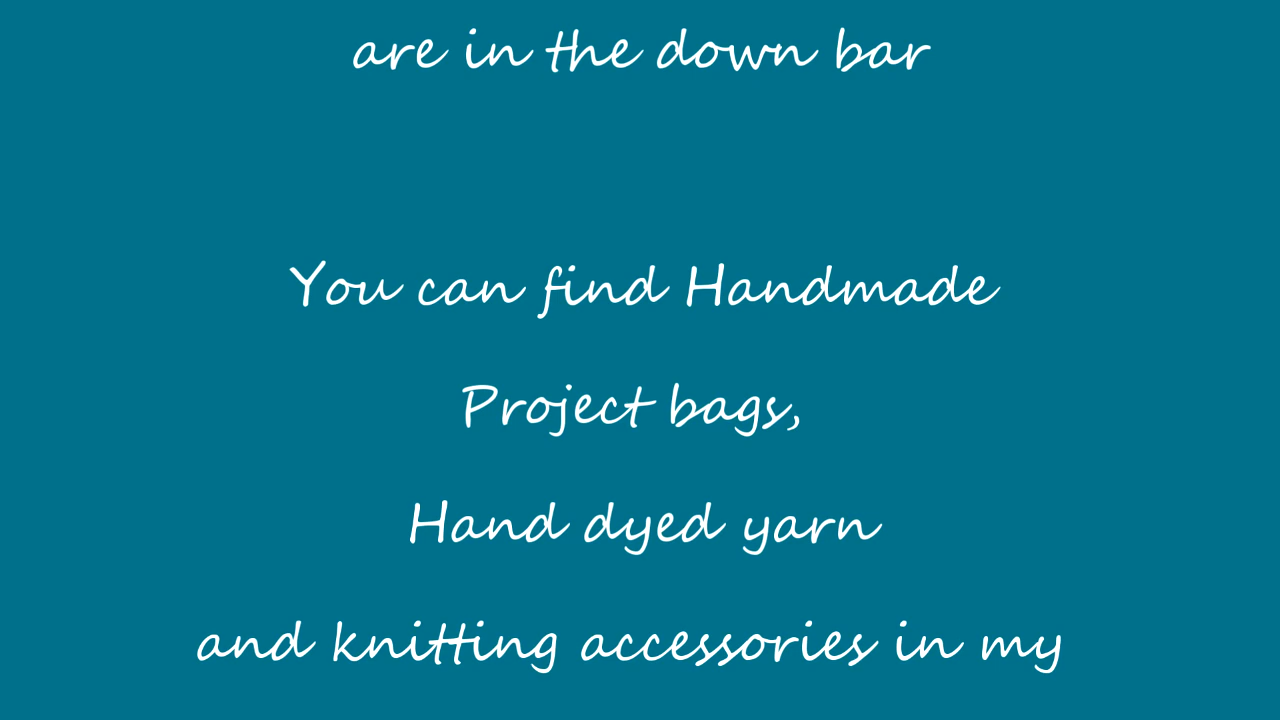 are in the down bar
You can find Handmade
Project bags,
Hand dyed yarn
and knitting accessories in my